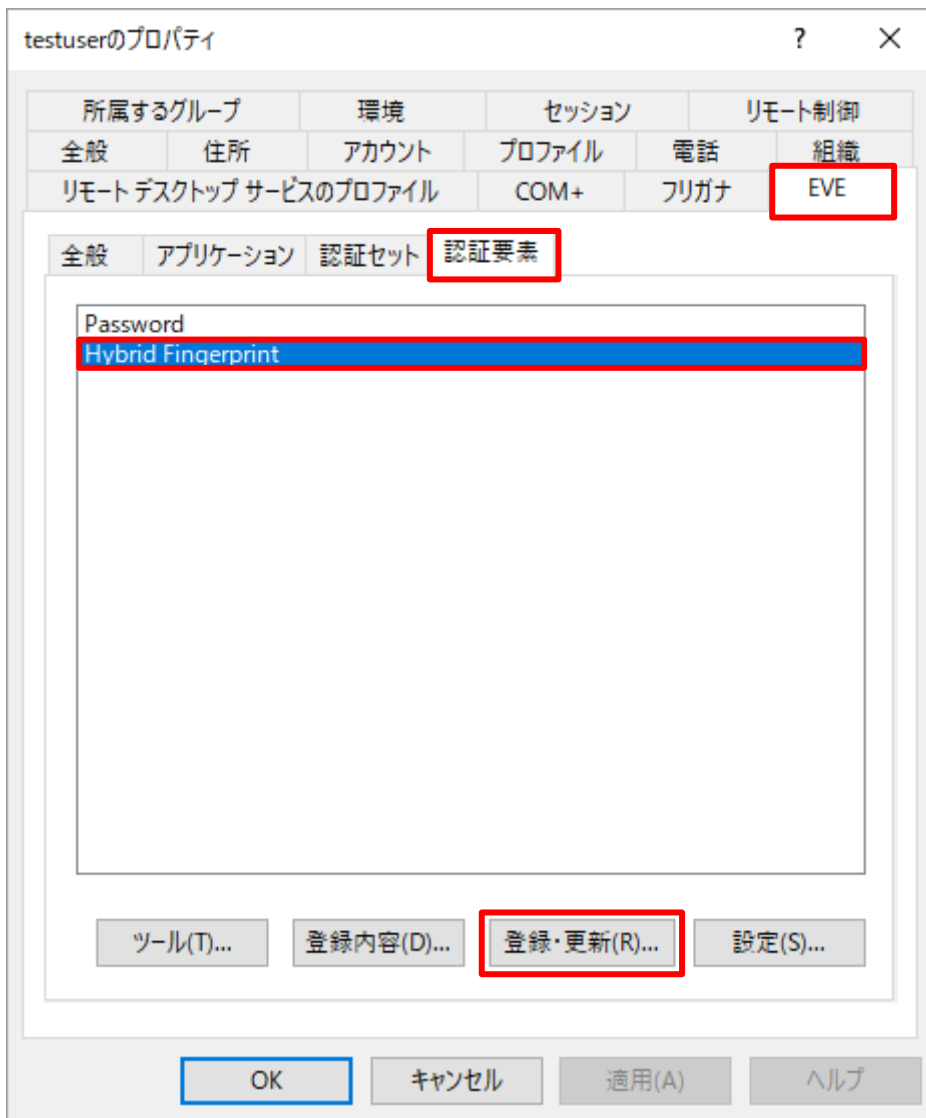 testuserのプロパティ ? ×
所属するグループ 環境 セッション リモート制御
全般 住所 アカウント プロファイル 電話 組織
リモート デスクトップ サービスのプロファイル COM+ フリガナ EVE
全般 アプリケーション 認証セット 認証要素
Password
Hybrid Fingerprint
ツール(T)... 登録内容(D)... 登録・更新(R)... 設定(S)...
OK キャンセル 適用(A) ヘルプ